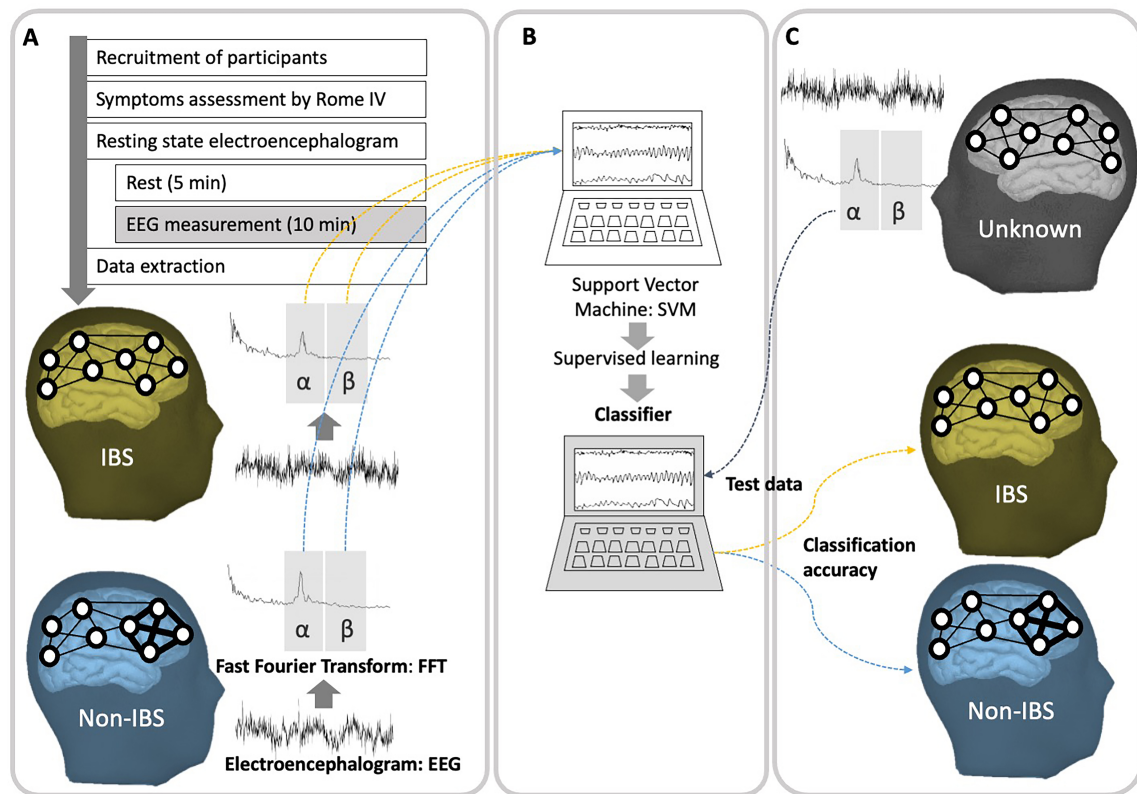 A
Recruitment of participants
Symptoms assessment by Rome IV
Resting state electroencephalogram
Rest (5 min)
EEG measurement (10 min)
Data extraction
IBS
α
β
Non-IBS
α
β
Fast Fourier Transform: FFT
Electroencephalogram: EEG
B
Support Vector
Machine: SVM
Supervised learning
Classifier
C
α
β
Unknown
Test data
IBS
Classification
accuracy
Non-IBS